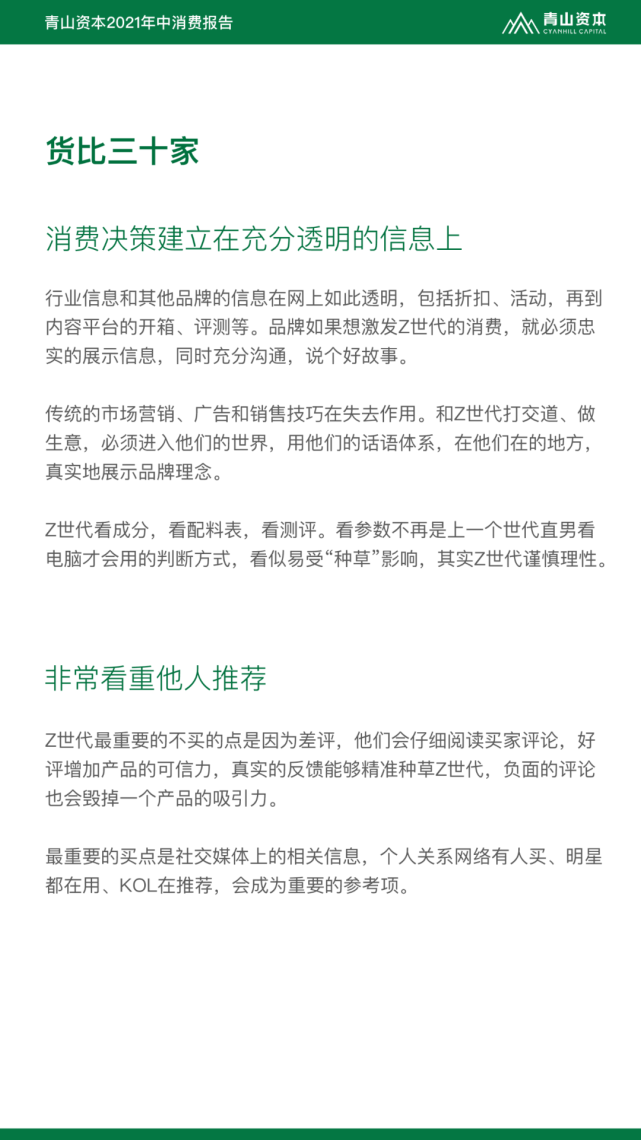 青山资本2021年中消费报告
青山资本
CYANHILL CAPITAL
货比三十家
消费决策建立在充分透明的信息上
行业信息和其他品牌的信息在网上如此透明，包括折扣、活动，再到
内容平台的开箱、评测等。品牌如果想激发Z世代的消费，就必须忠
实的展示信息，同时充分沟通，说个好故事。
传统的市场营销、广告和销售技巧在失去作用。和Z世代打交道、做
生意，必须进入他们的世界，用他们的话语体系，在他们在的地方，
真实地展示品牌理念。
Z世代看成分，看配料表，看测评。看参数不再是上一个世代直男看
电脑才会用的判断方式，看似易受“种草”影响，其实Z世代谨慎理性。
非常看重他人推荐
Z世代最重要的不买的点是因为差评，他们会仔细阅读买家评论，好
评增加产品的可信力，真实的反馈能够精准种草Z世代，负面的评论
也会毁掉一个产品的吸引力。
最重要的买点是社交媒体上的相关信息，个人关系网络有人买、明星
都在用、KOL在推荐，会成为重要的参考项。